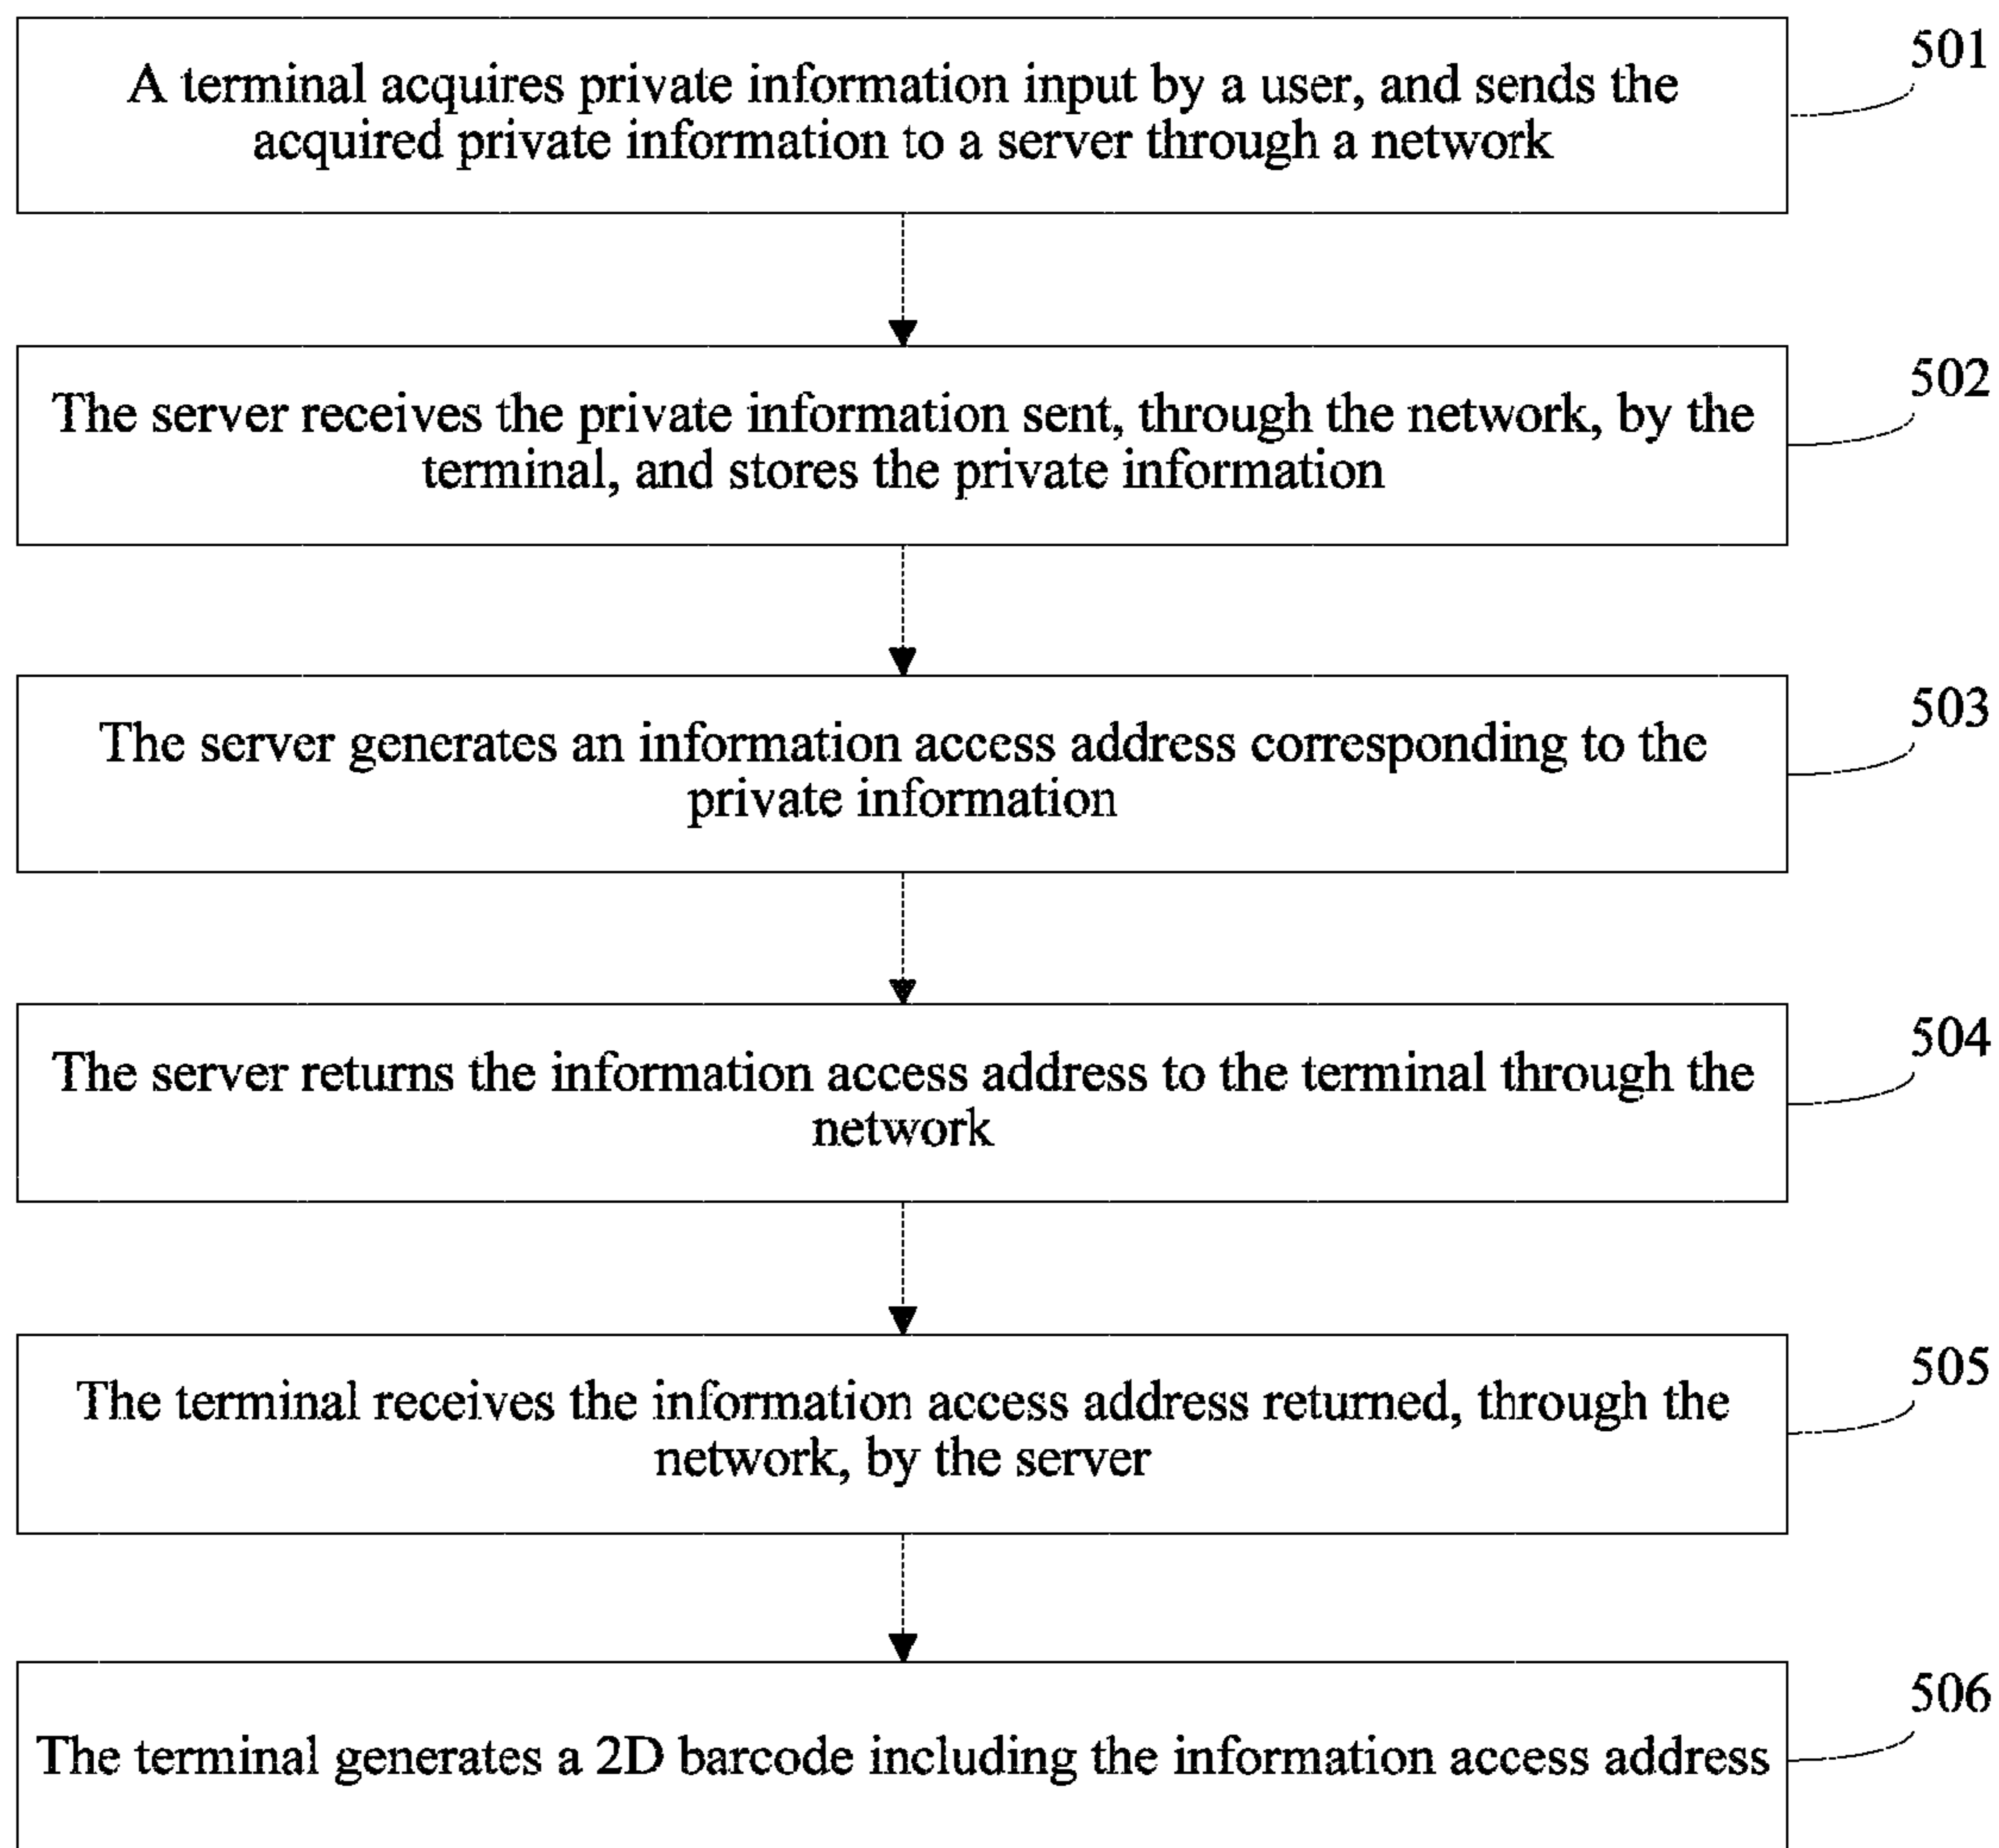 501
A terminal acquires private information input by a user, and sends the
acquired private information to a server through a network
502
The server receives the private information sent, through the network, by the
terminal, and stores the private information
503
The server generates an information access address corresponding to the
private information
504
The server returns the information access address to the terminal through the
network
505
The terminal receives the information access address returned, through the
network, by the server
506
The terminal generates a 2D barcode including the information access address